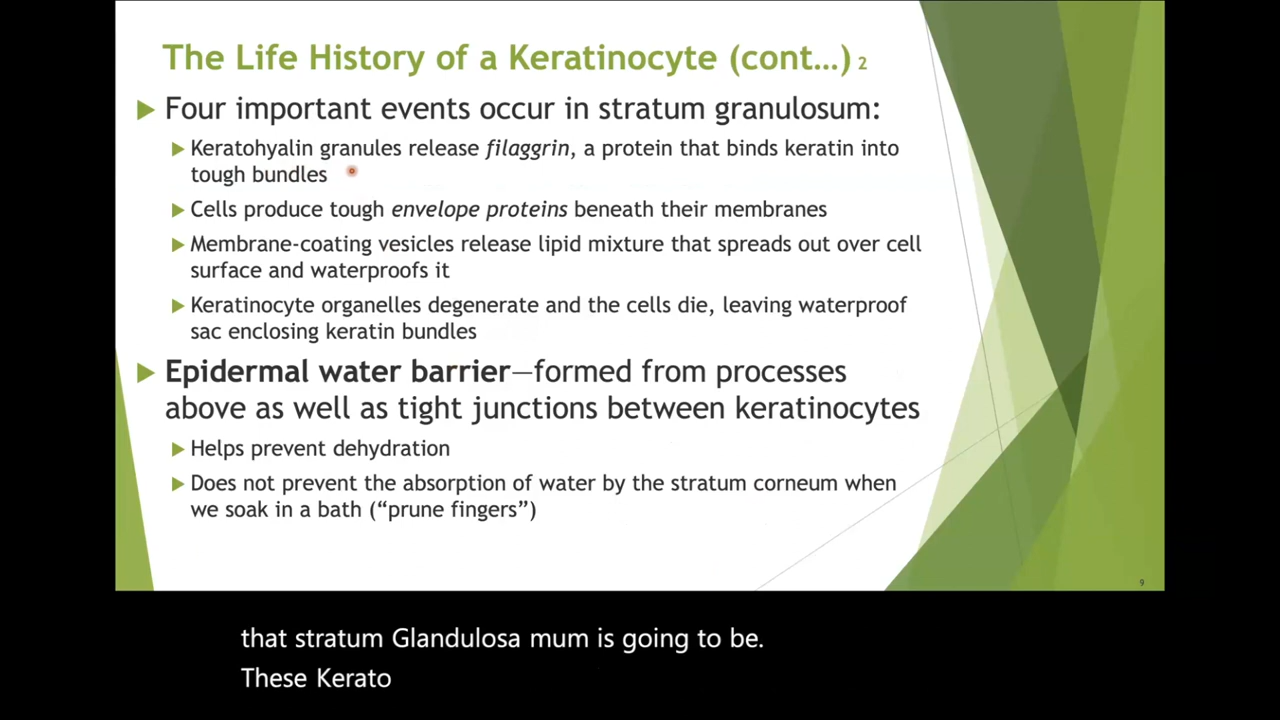 The Life History of a Keratinocyte (cont…) 2
Four important events occur in stratum granulosum:
Keratohyalin granules release filaggrin, a protein that binds keratin into
tough bundles
Cells produce tough envelope proteins beneath their membranes
Membrane-coating vesicles release lipid mixture that spreads out over cell
surface and waterproofs it
Keratinocyte organelles degenerate and the cells die, leaving waterproof
sac enclosing keratin bundles
Epidermal water barrier—formed from processes
above as well as tight junctions between keratinocytes
Helps prevent dehydration
Does not prevent the absorption of water by the stratum corneum when
we soak in a bath (“prune fingers”)
9
that stratum Glandulosa mum is going to be.
These Kerato